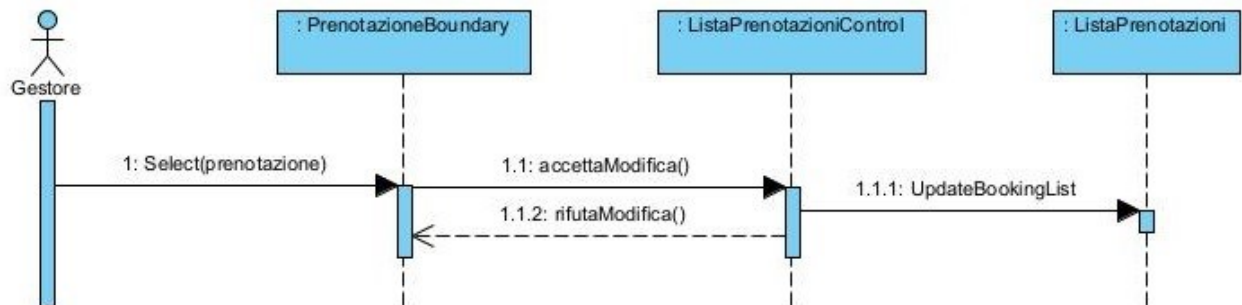 : PrenotazioneBoundary
: ListaPrenotazioniControl
: ListaPrenotazioni
Gestore
1: Select(prenotazione)
1.1: accettaModifica()
1.1.1: UpdateBookingList
1.1.2: rifutaModifica()